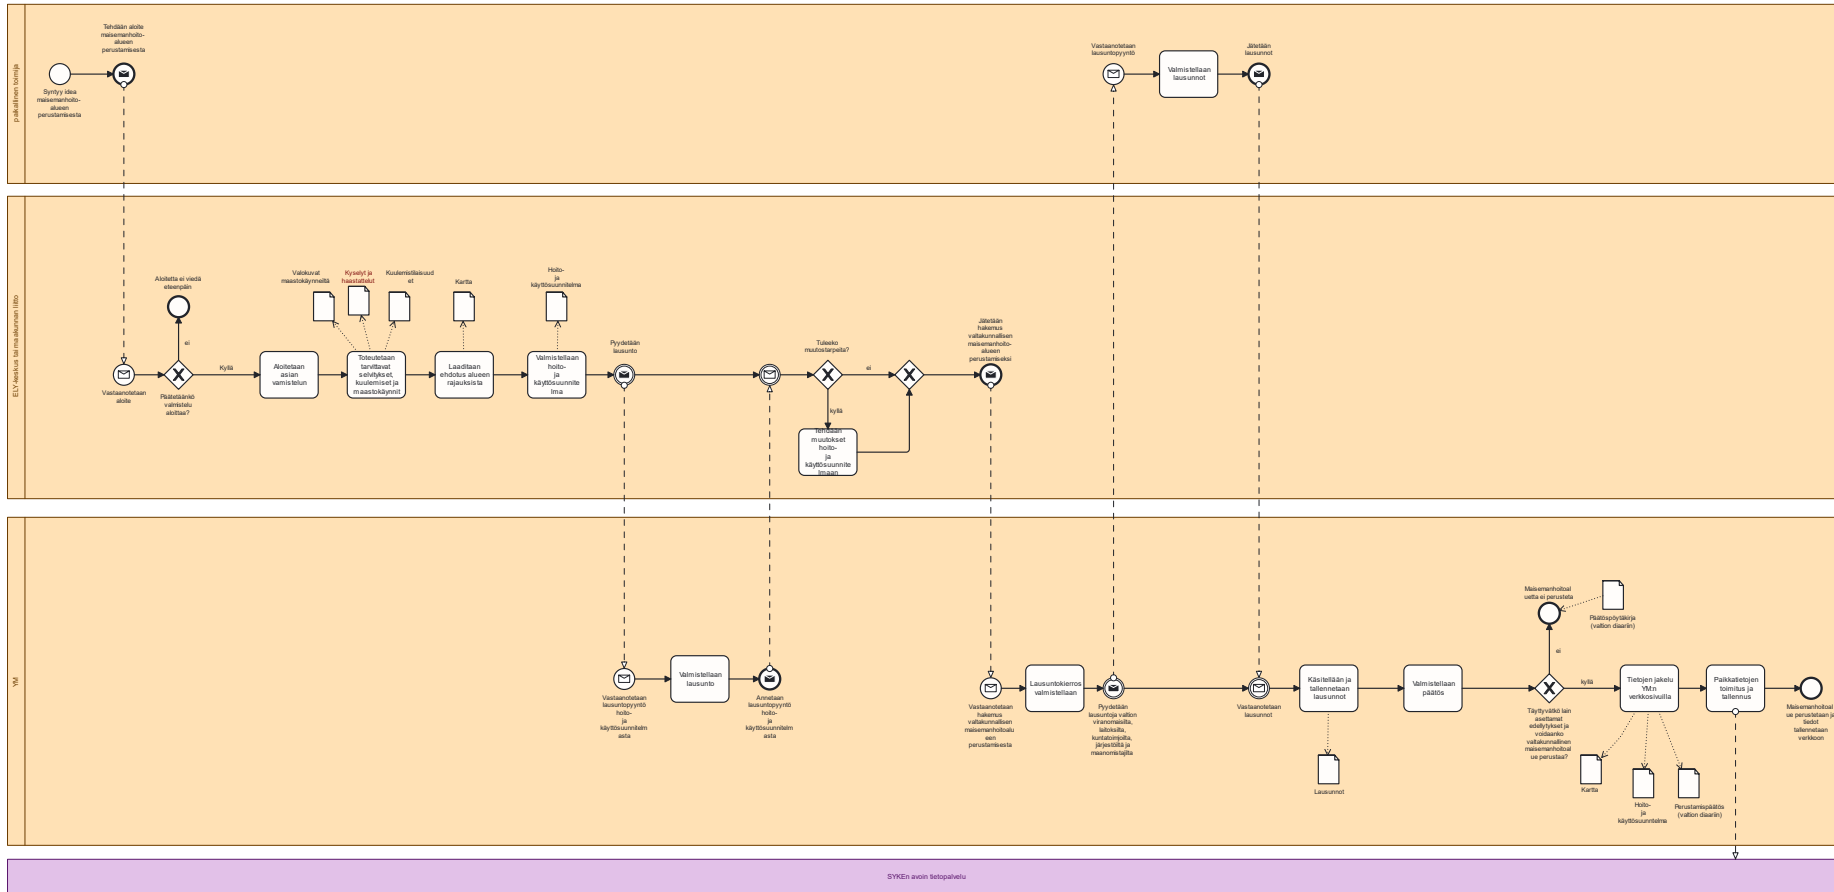 paikallinen toimija
Tehdään aloite
maisemanhoito-
alueen
perustamisesta
Syntyy idea
maisemanhoito-
alueen
perustamisesta
Vastaanotetaan
lausuntopyyntö
Valmistellaan
lausunnot
Jätetään
lausunnot
ELY-keskus tai maakunnan liitto
Vastaanotetaan
aloite
Aloitetta ei viedä
eteenpäin
ei
Päätetäänkö
valmistelu
aloittaa?
Kyllä
Aloitetaan
asian
vamistelun
Valokuvat
maastokäynneiltä
Kyselyt ja
haastattelut
Kuulemistilaisuud
et
Toteutetaan
tarvittavat
selvitykset,
kuulemiset ja
maastokäynnit
Kartta
Laaditaan
ehdotus alueen
rajauksista
Hoito-
ja
käyttösuunnitelma
Valmistellaan
hoito-
ja
käyttösuunnite
lma
Pyydetään
lausunto
Tuleeko
muutostarpeita?
ei
kyllä
Tehdään
muutokset
hoito-
ja
käyttösuunnite
lmaan
Jätetään
hakemus
valtakunnallisen
maisemanhoito-
alueen
perustamiseksi
YM
Vastaanotetaan
lausuntopyyntö
hoito-
ja
käyttösuunnitelm
asta
Valmistellaan
lausunto
Annetaan
lausuntopyyntö
hoito-
ja
käyttösuunnitelm
asta
Vastaanotetaan
hakemus
valtakunnallisen
maisemanhoitoalu
een
perustamisesta
Lausuntokierros
valmistellaan
Pyydetään
lausuntoja valtion
viranomaisilta,
laitoksilta,
kuntatoimijoilta,
järjestöiltä ja
maanomistajilta
Vastaanotetaan
lausunnot
Käsitellään ja
tallennetaan
lausunnot
Lausunnot
Valmistellaan
päätös
Maisemanhoitoal
uetta ei perusteta
Päätöspöytäkirja
(valtion diaariin)
ei
kyllä
Täyttyvätkö lain
asettamat
edellytykset ja
voidaanko
valtakunnallinen
maisemanhoitoal
ue perustaa?
Tietojen jakelu
YM:n
verkkosivuilla
Kartta
Hoito-
ja
käyttösuunnitelma
Perustamispäätös
(valtion diaariin)
Paikkatietojen
toimitus ja
tallennus
Maisemanhoitoal
ue perustetaan ja
tiedot
tallennetaan
verkkoon
SYKEn avoin tietopalvelu